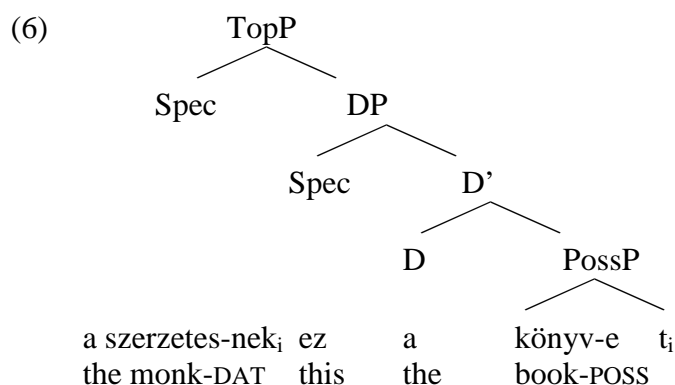 (6) TopP
Spec DP
Spec D’
D PossP
a szerzetes-nekᵢ ez a könyv-e tᵢ
the monk-DAT this the book-POSS